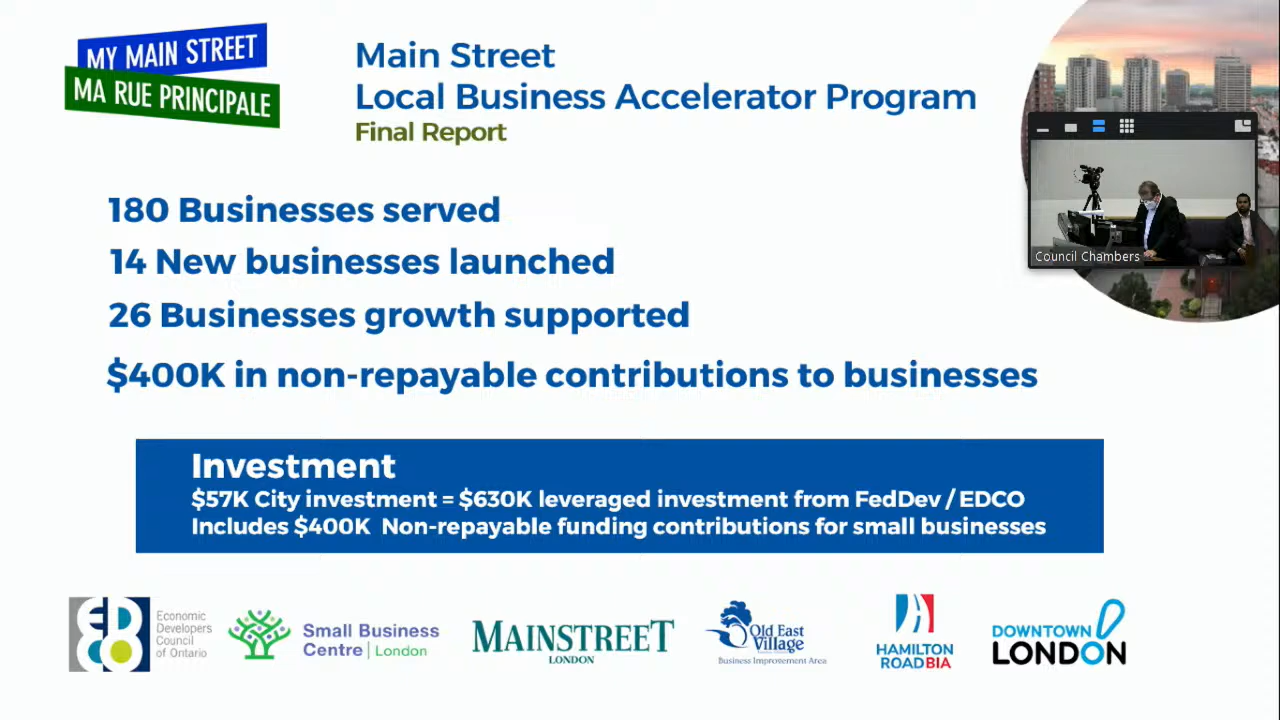 MY MAIN STREET
MA RUE PRINCIPALE
Main Street
Local Business Accelerator Program
Final Report
180 Businesses served
14 New businesses launched
26 Businesses growth supported
$400K in non-repayable contributions to businesses
Council Chambers
Investment
$57K City investment = $630K leveraged investment from FedDev / EDCO
Includes $400K  Non-repayable funding contributions for small businesses
EDCO
Economic
Developers
Council
of Ontario
Small Business
Centre | London
MAINSTREET
LONDON
Old East
Village
Business Improvement Area
HAMILTON
ROAD BIA
DOWNTOWN
LONDON